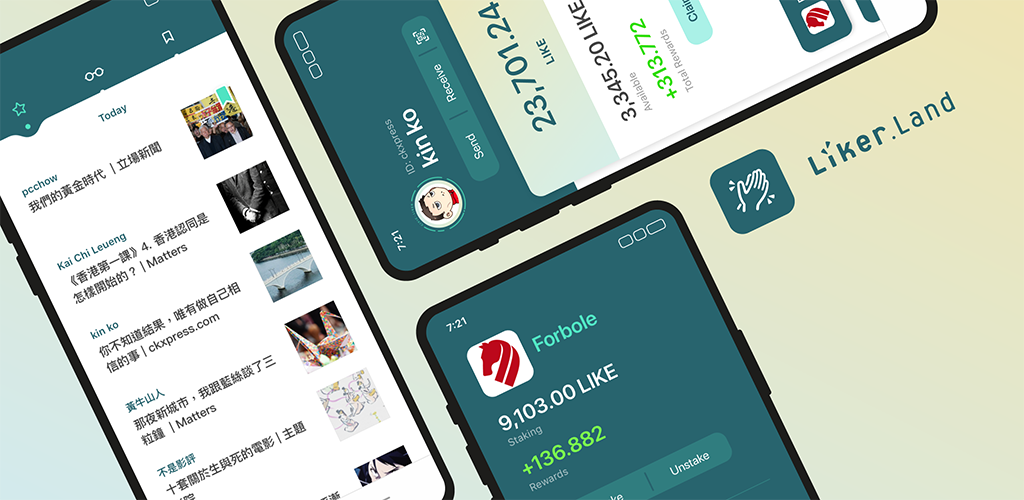 Today
pcchow
我們的黃金時代 | 立場新聞
Kai Chi Leueng
《香港第一課》4. 香港認同是
怎樣開始的? | Matters
kin ko
你不知道結果,唯有做自己相
信的事 | ckxpress.com
黃牛山人
那夜新城市,我跟藍絲談了三
粒鐘 | Matters
不是影評
十套關於生與死的電影 | 主題
7:21
kin ko
ID: ckxpress
Send
Receive
23,701.24
LIKE
3,345.20 LIKE
Available
+313.772
Total Rewards
7:21
Forbole
9,103.00 LIKE
Staking
+136.882
Rewards
Unstake
Liker.Land